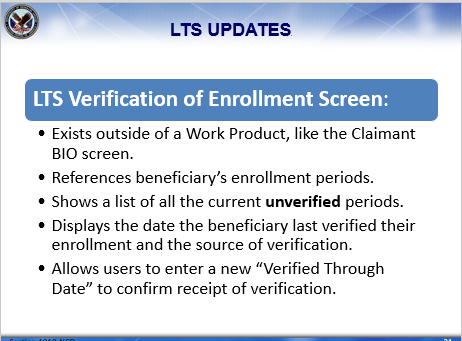 LTS UPDATES
LTS Verification of Enrollment Screen:
• Exists outside of a Work Product, like the Claimant
BIO screen.
• References beneficiary's enrollment periods.
• Shows a list of all the current unverified periods.
• Displays the date the beneficiary last verified their
enrollment and the source of verification.
• Allows users to enter a new “Verified Through
Date” to confirm receipt of verification.